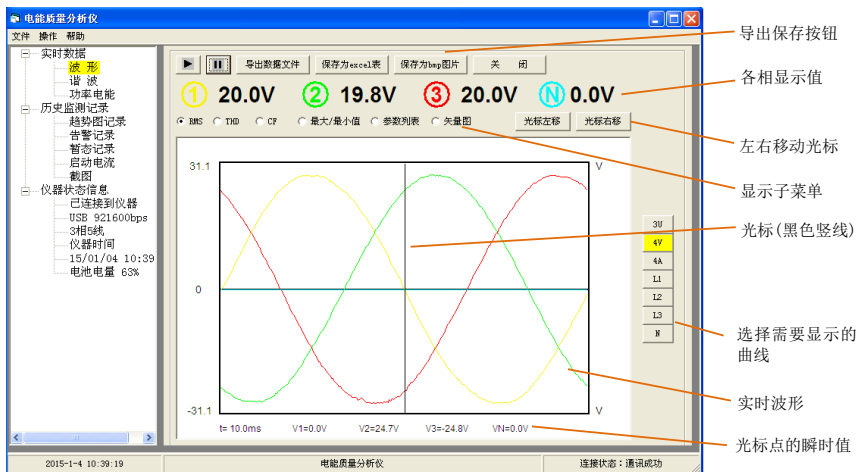 电能质量分析仪
文件 操作 帮助
实时数据
波 形
谐 波
功率电能
历史监测记录
趋势图记录
告警记录
暂态记录
启动电流
截图
仪器状态信息
已连接到仪器
USB 921600bps
3相5线
仪器时间
15/01/04 10:39
电池电量 63%
导出数据文件 保存为excel表 保存为bmp图片 关 闭
1 20.0V 2 19.8V 3 20.0V N 0.0V
RMS THD CF 最大/最小值 参数列表 矢量图 光标左移 光标右移
31.1 V
0
-31.1 V
t= 10.0ms V1=0.0V V2=24.7V V3=-24.8V VN=0.0V
3U
4V
4A
L1
L2
L3
N
2015-1-4 10:39:19 电能质量分析仪 连接状态：通讯成功
导出保存按钮
各相显示值
左右移动光标
显示子菜单
光标(黑色竖线)
选择需要显示的
曲线
实时波形
光标点的瞬时值